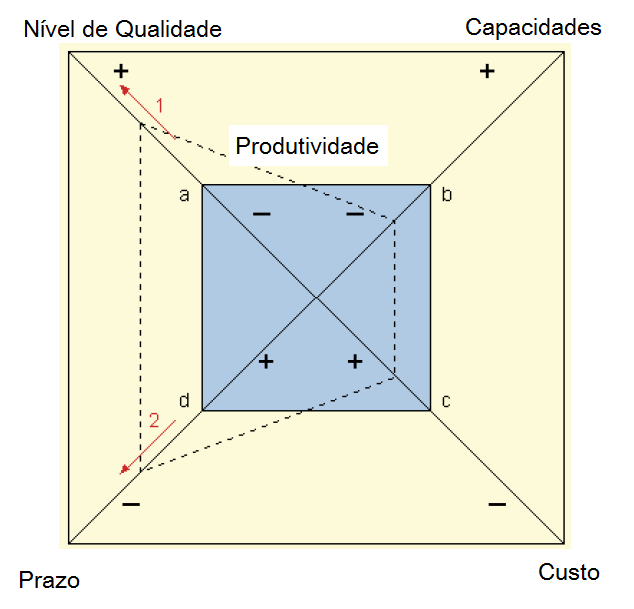 Nível de Qualidade
Capacidades
+
+
1
Produtividade
a
b
− −
+ +
d
c
2
−
−
Prazo
Custo